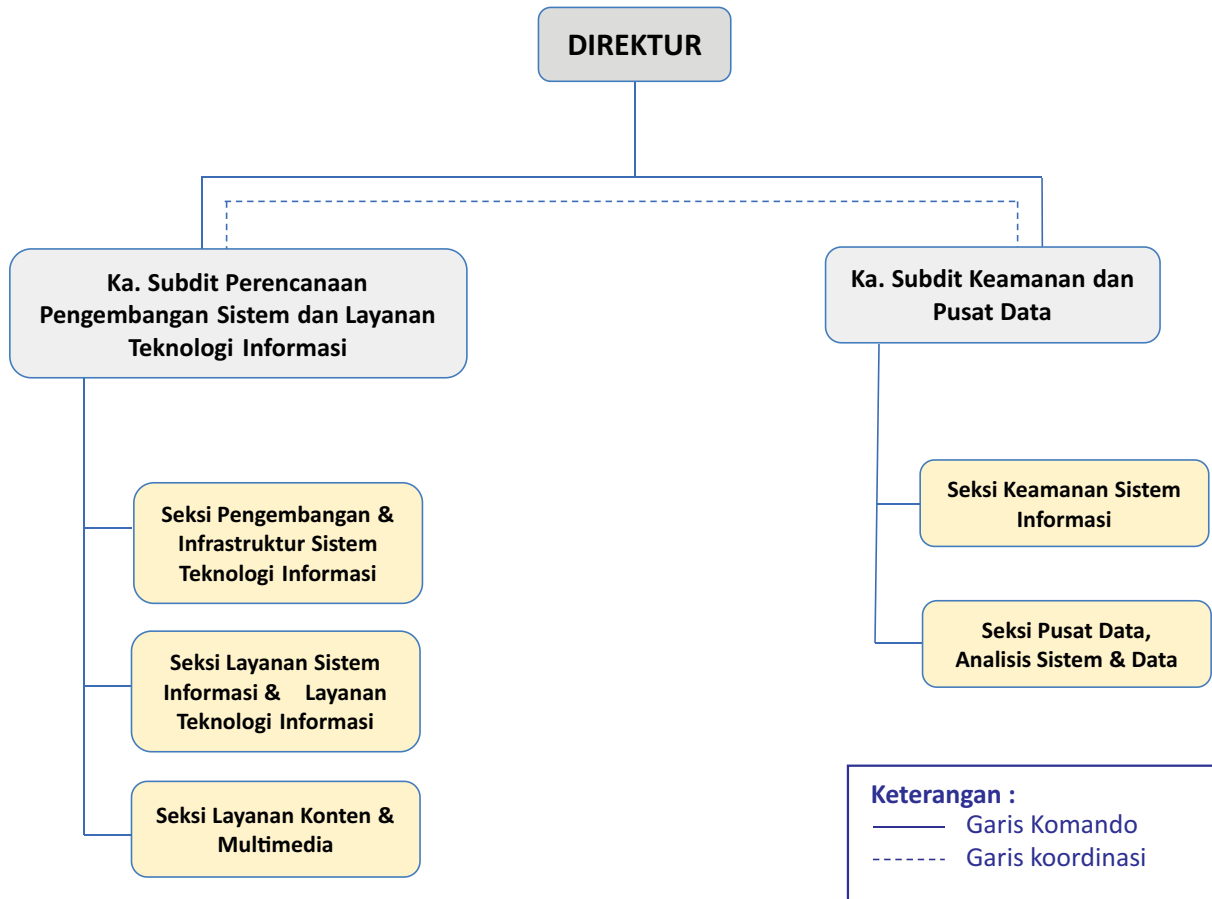 DIREKTUR
Ka. Subdit Perencanaan
Pengembangan Sistem dan Layanan
Teknologi Informasi
Ka. Subdit Keamanan dan
Pusat Data
Seksi Pengembangan &
Infrastruktur Sistem
Teknologi Informasi
Seksi Layanan Sistem
Informasi & Layanan
Teknologi Informasi
Seksi Layanan Konten &
Multimedia
Seksi Keamanan Sistem
Informasi
Seksi Pusat Data,
Analisis Sistem & Data
Keterangan :
Garis Komando
Garis koordinasi